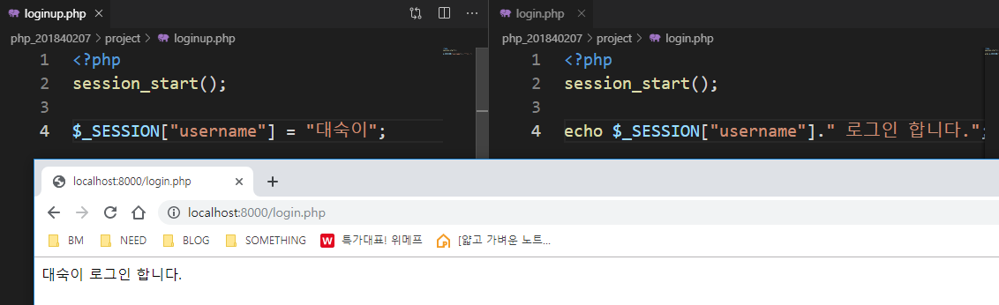 loginup.php
php_201840207 > project > loginup.php
1 <?php
2 session_start();
3
4 $_SESSION["username"] = "대숙이";
login.php
php_201840207 > project > login.php
1 <?php
2 session_start();
3
4 echo $_SESSION["username"]." 로그인 합니다.";
localhost:8000/login.php
localhost:8000/login.php
BM NEED BLOG SOMETHING W 특가대표! 위메프 [얇고 가벼운 노트...
대숙이 로그인 합니다.